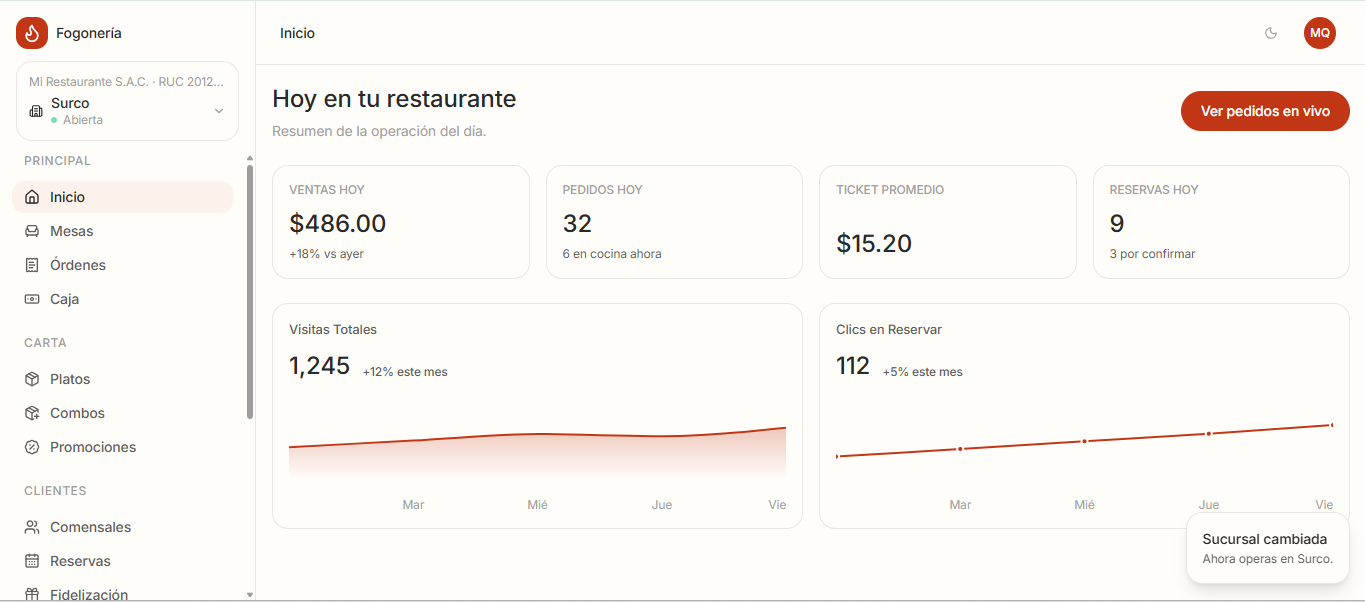 Fogonería
Mi Restaurante S.A.C. · RUC 2012...
Surco
Abierta
PRINCIPAL
Inicio
Mesas
Órdenes
Caja
CARTA
Platos
Combos
Promociones
CLIENTES
Comensales
Reservas
Fidelización
Inicio
MQ
Hoy en tu restaurante
Resumen de la operación del día.
Ver pedidos en vivo
VENTAS HOY
$486.00
+18% vs ayer
PEDIDOS HOY
32
6 en cocina ahora
TICKET PROMEDIO
$15.20
RESERVAS HOY
9
3 por confirmar
Visitas Totales
1,245 +12% este mes
Mar Mié Jue Vie
Clics en Reservar
112 +5% este mes
Mar Mié Jue Vie
Sucursal cambiada
Ahora operas en Surco.